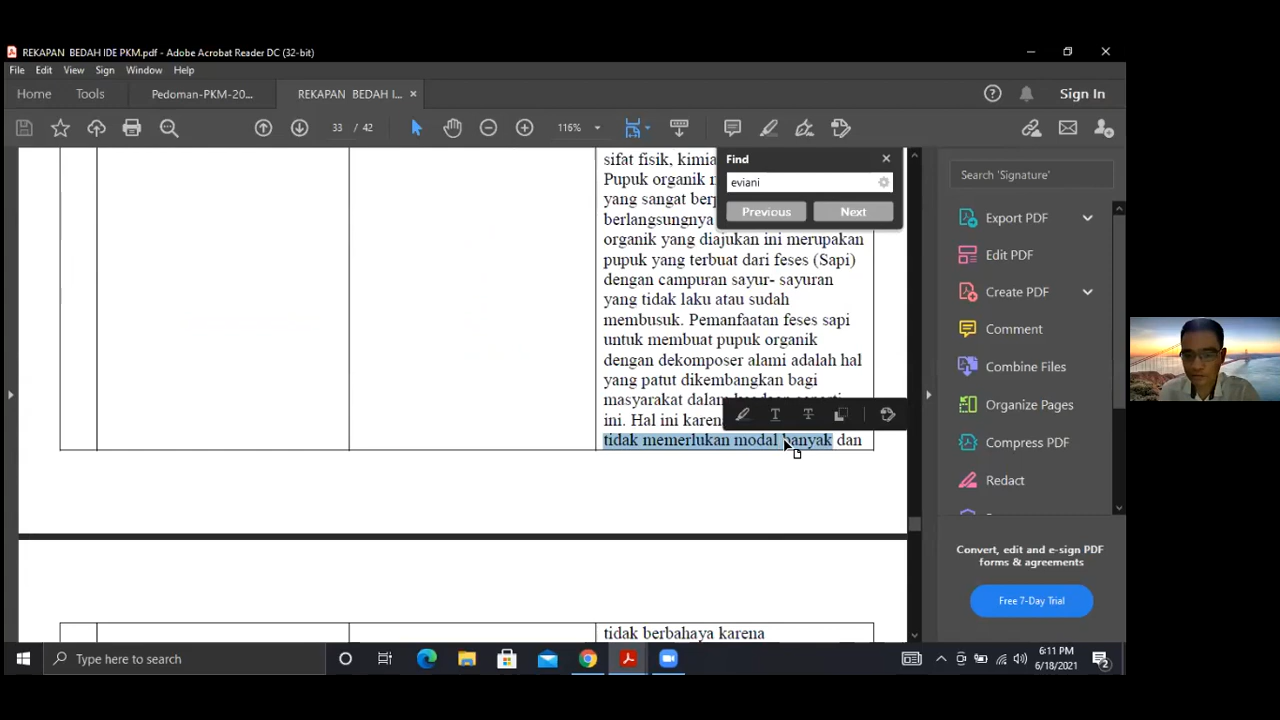 REKAPAN BEDAH IDE PKM.pdf - Adobe Acrobat Reader DC (32-bit)
File Edit View Sign Window Help
Home Tools Pedoman-PKM-20... REKAPAN BEDAH I... Sign In
33 / 42 116%
Find
eviani
Previous Next
sifat fisik, kimia
Pupuk organik
yang sangat
berlangsungnya
organik yang diajukan ini merupakan
pupuk yang terbuat dari feses (Sapi)
dengan campuran sayur- sayuran
yang tidak laku atau sudah
membusuk. Pemanfaatan feses sapi
untuk membuat pupuk organik
dengan dekomposer alami adalah hal
yang patut dikembangkan bagi
masyarakat dalam
ini. Hal ini karena
tidak memerlukan modal banyak dan
tidak berbahaya karena
Search 'Signature'
Export PDF
Edit PDF
Create PDF
Comment
Combine Files
Organize Pages
Compress PDF
Redact
Convert, edit and e-sign PDF
forms & agreements
Free 7-Day Trial
Type here to search
6:11 PM
6/18/2021
2